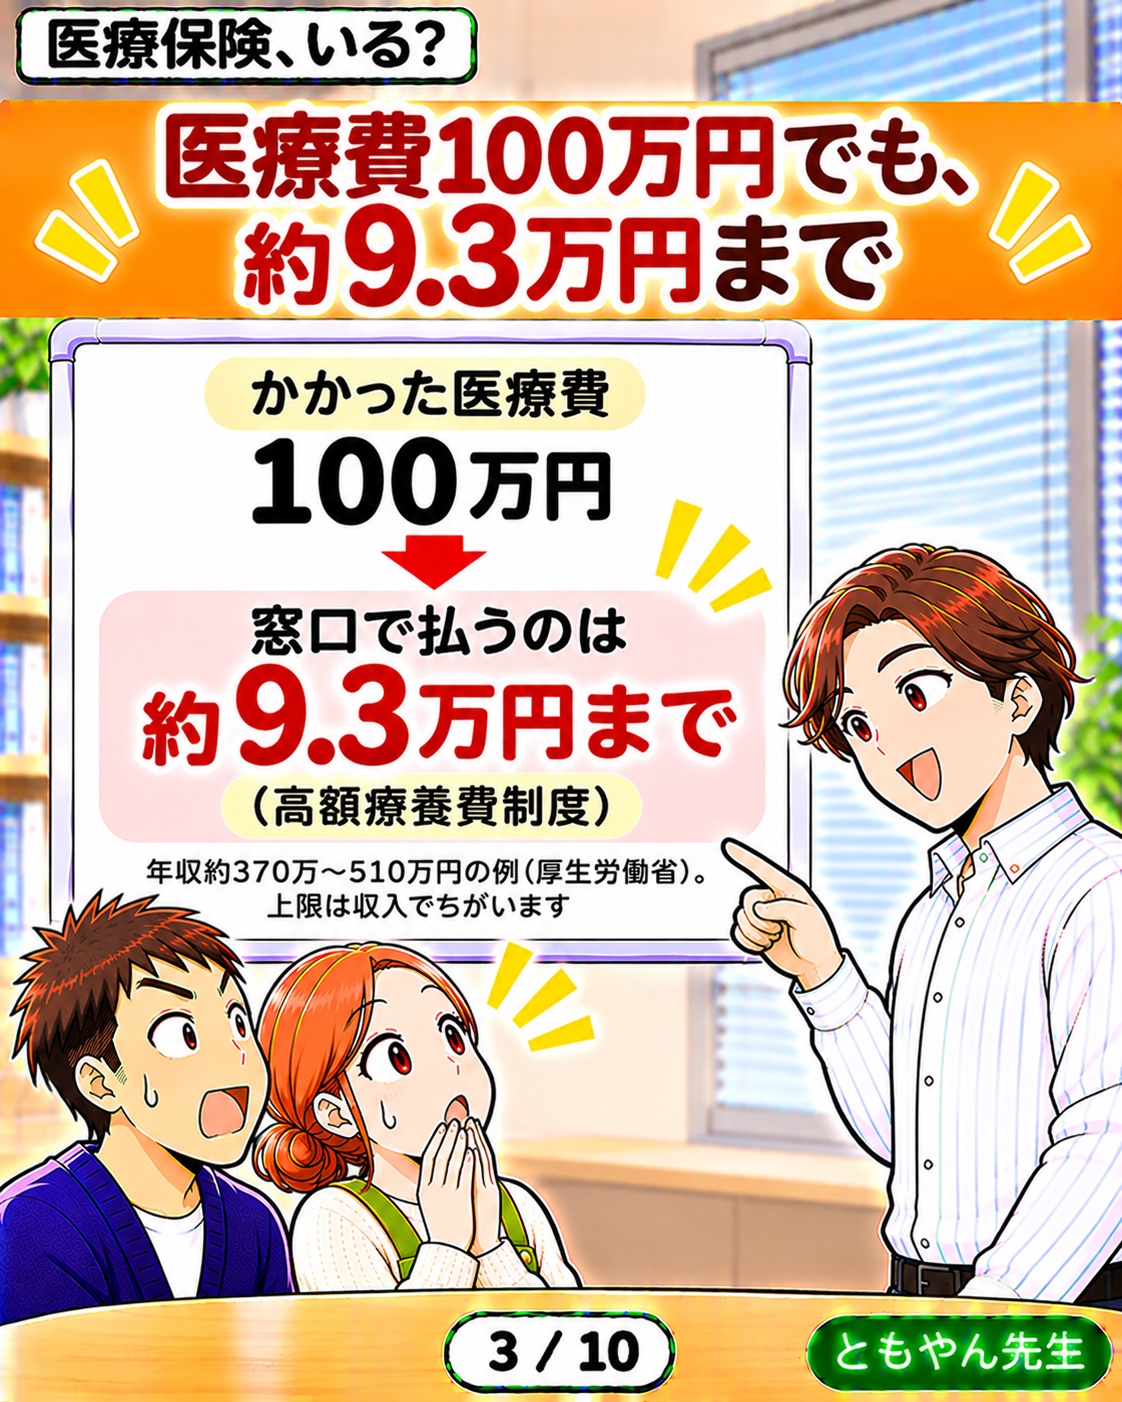 医療保険、いる？
医療費100万円でも、
約9.3万円まで
かかった医療費
100万円
窓口で払うのは
約9.3万円まで
（高額療養費制度）
年収約370万～510万円の例（厚生労働省）。
上限は収入でちがいます
3 / 10
ともやん先生